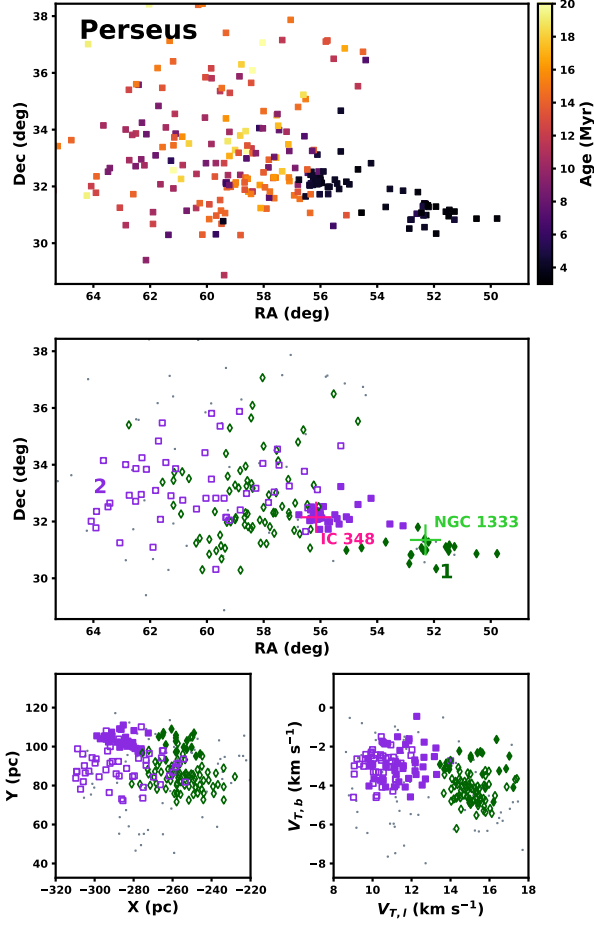 Perseus
38
36
34
32
30
Dec (deg)
64 62 60 58 56 54 52 50
RA (deg)
20
18
16
14
12
10
8
6
4
Age (Myr)
38
36
34
32
30
Dec (deg)
2
NGC 1333
IC 348
1
64 62 60 58 56 54 52 50
RA (deg)
120
100
80
60
40
Y (pc)
−320 −300 −280 −260 −240 −220
X (pc)
0
−2
−4
−6
−8
V_{T,b} (km s⁻¹)
8 10 12 14 16 18
V_{T,l} (km s⁻¹)